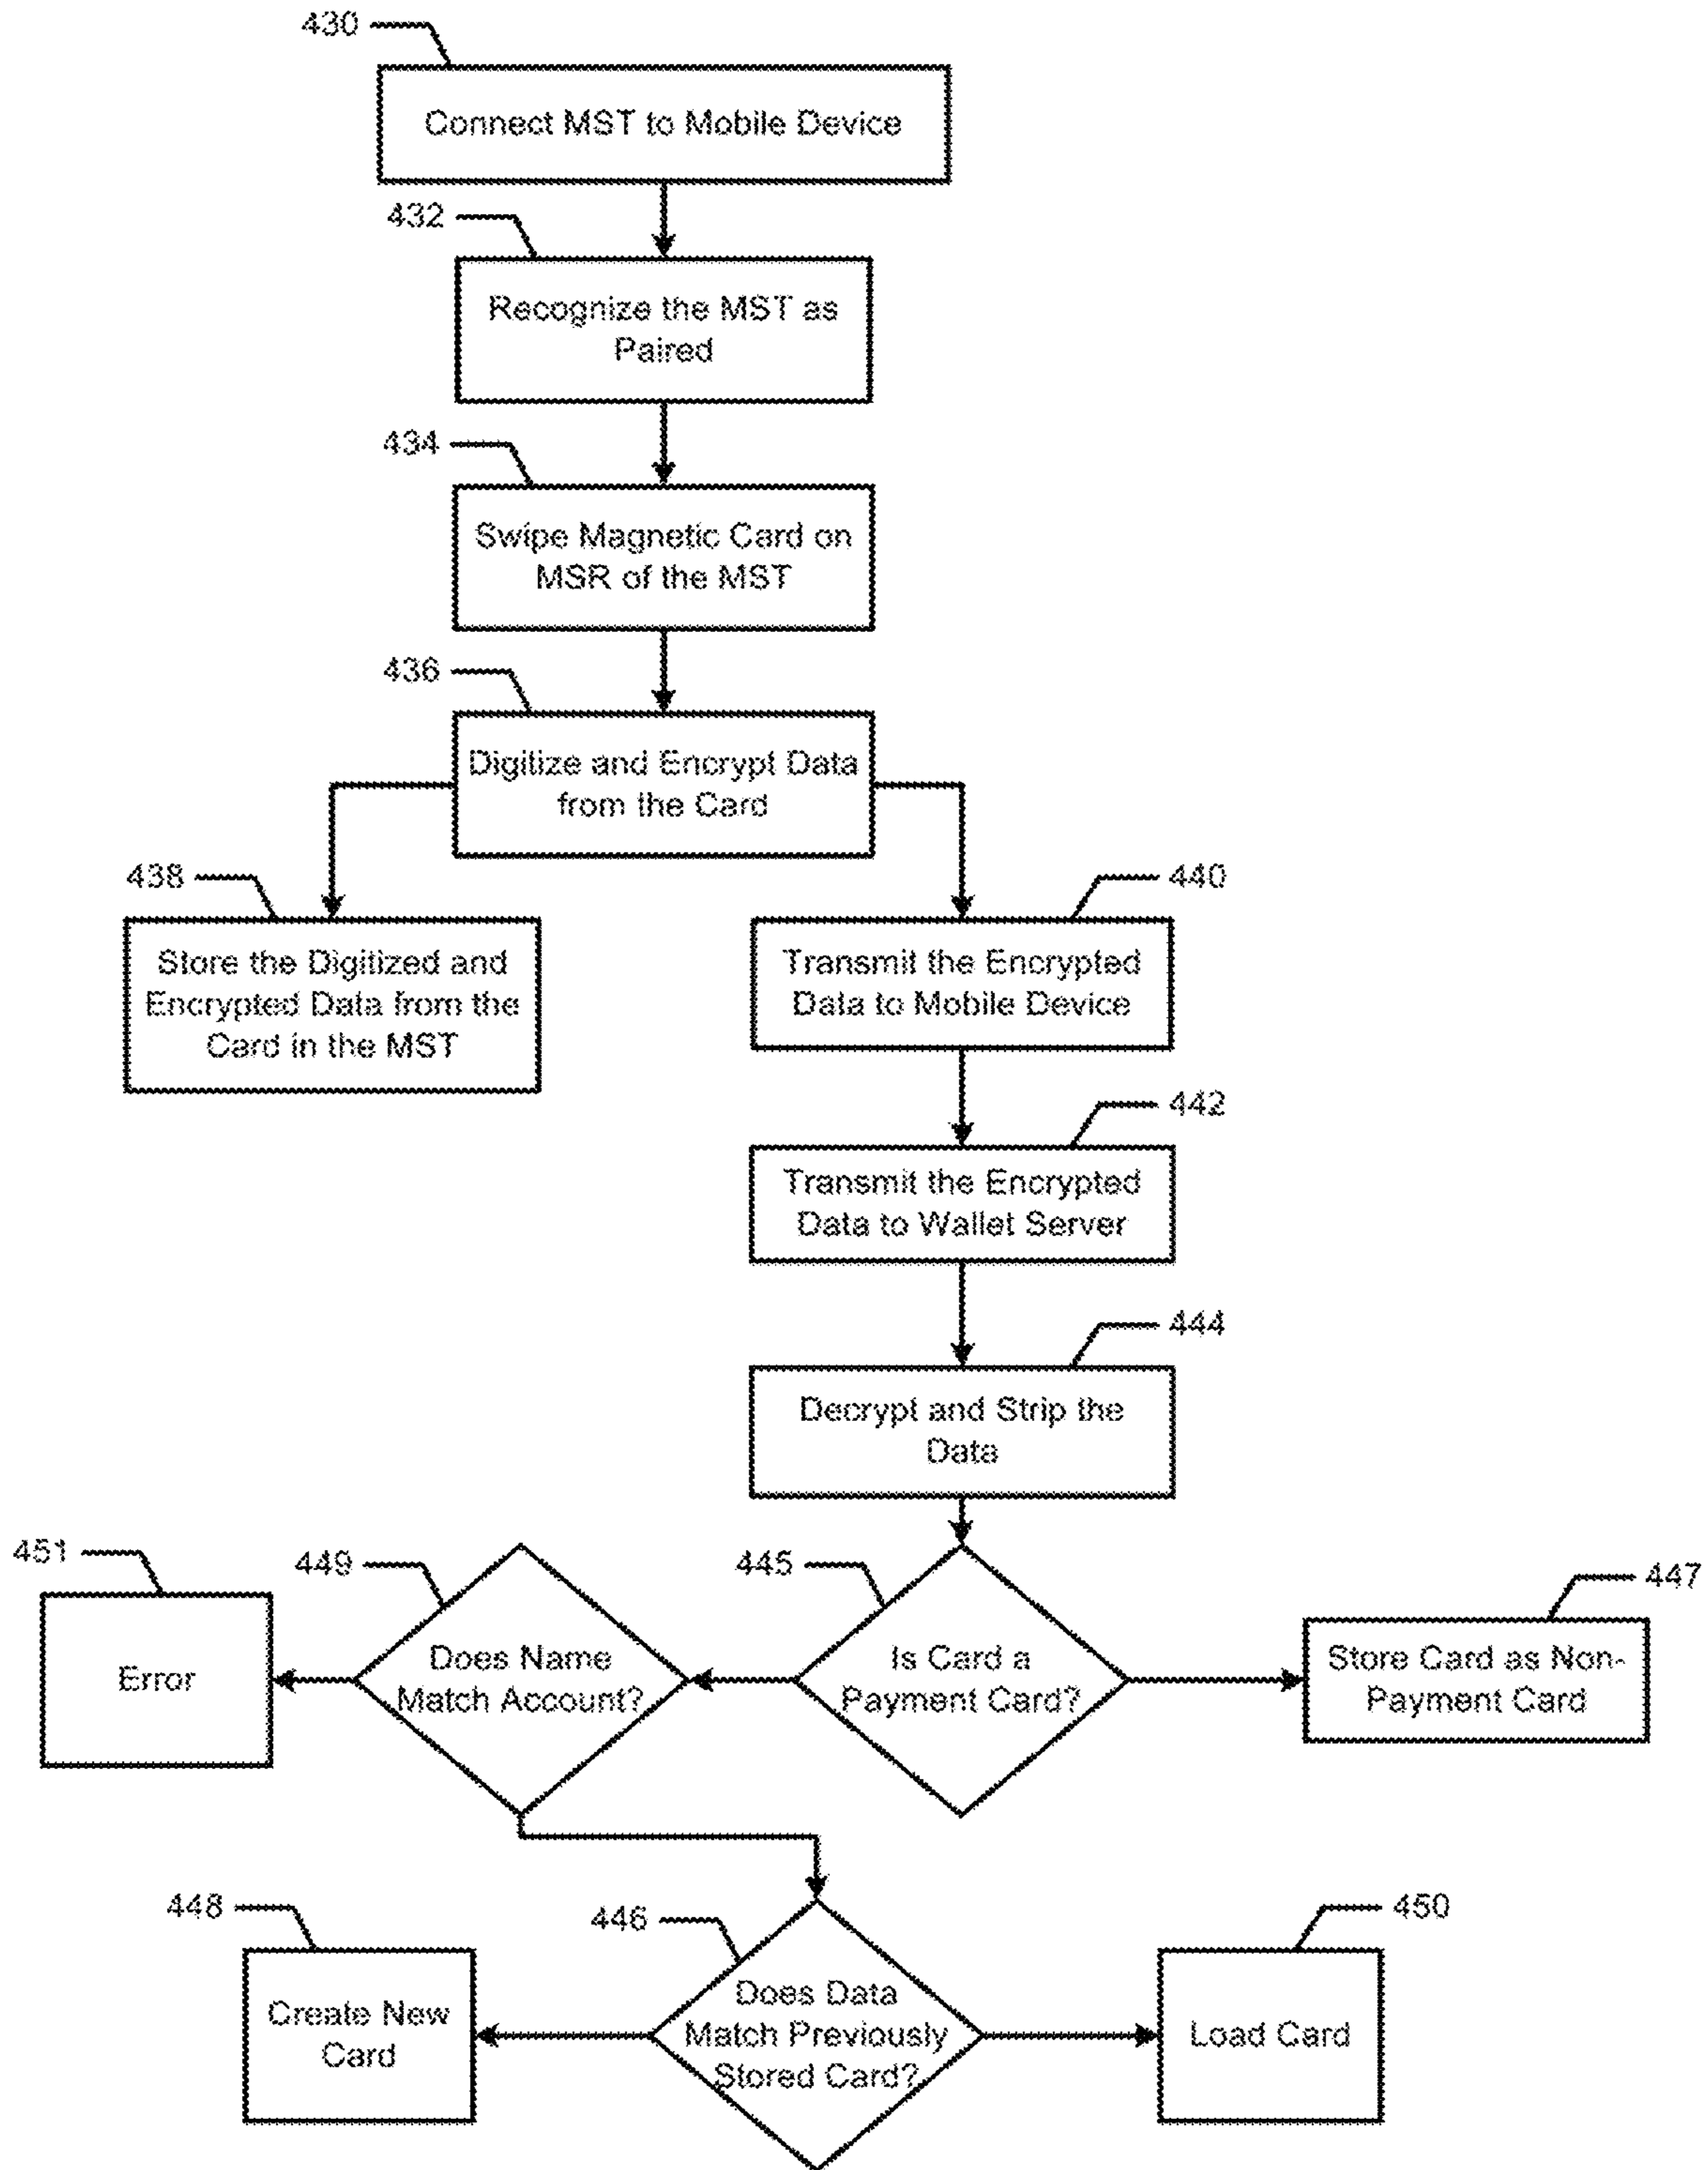 430
Connect MST to Mobile Device
432
Recognize the MST as
Paired
434
Swipe Magnetic Card on
MSR of the MST
436
Digitize and Encrypt Data
from the Card
438
Store the Digitized and
Encrypted Data from the
Card in the MST
440
Transmit the Encrypted
Data to Mobile Device
442
Transmit the Encrypted
Data to Wallet Server
444
Decrypt and Strip the
Data
451
Error
449
Does Name
Match Account?
445
Is Card a
Payment Card?
447
Store Card as Non-
Payment Card
448
Create New
Card
446
Does Data
Match Previously
Stored Card?
450
Load Card